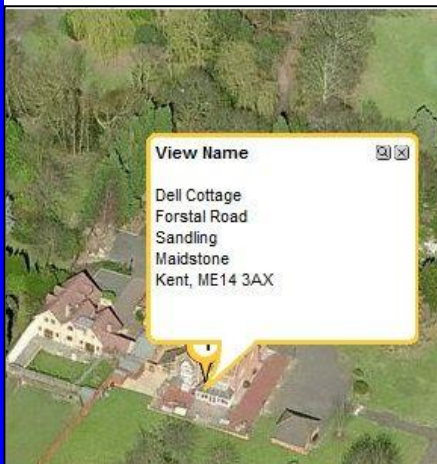 View Name
Dell Cottage
Forstal Road
Sandling
Maidstone
Kent, ME14 3AX